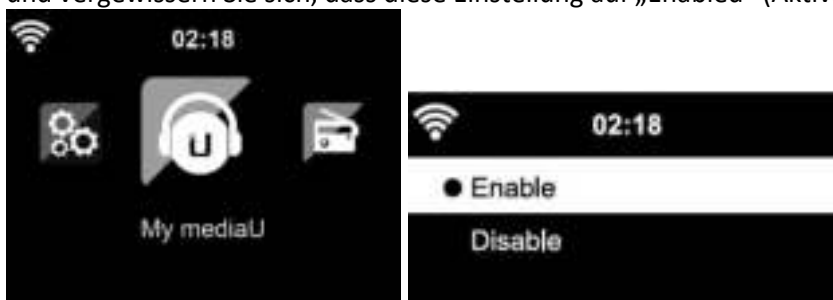 und vergewissern Sie sich, dass diese Einstellung auf „Enabled“ (Aktiv
02:18
U
My mediaU
02:18
Enable
Disable